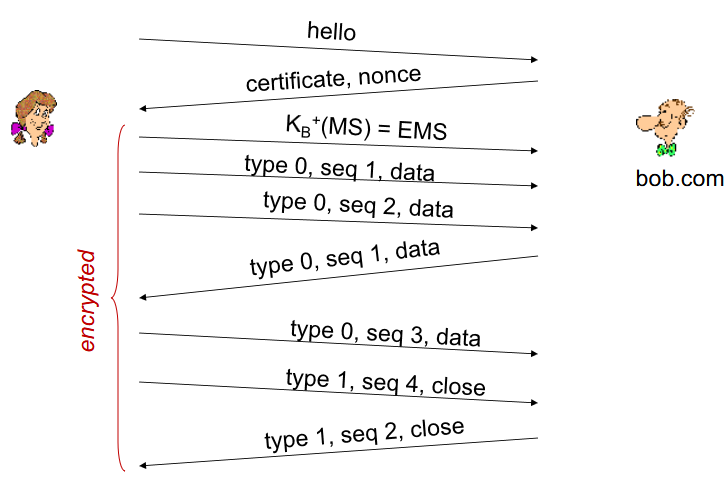 hello
certificate, nonce
K_B^+(MS) = EMS
type 0, seq 1, data
bob.com
type 0, seq 2, data
type 0, seq 1, data
encrypted
type 0, seq 3, data
type 1, seq 4, close
type 1, seq 2, close